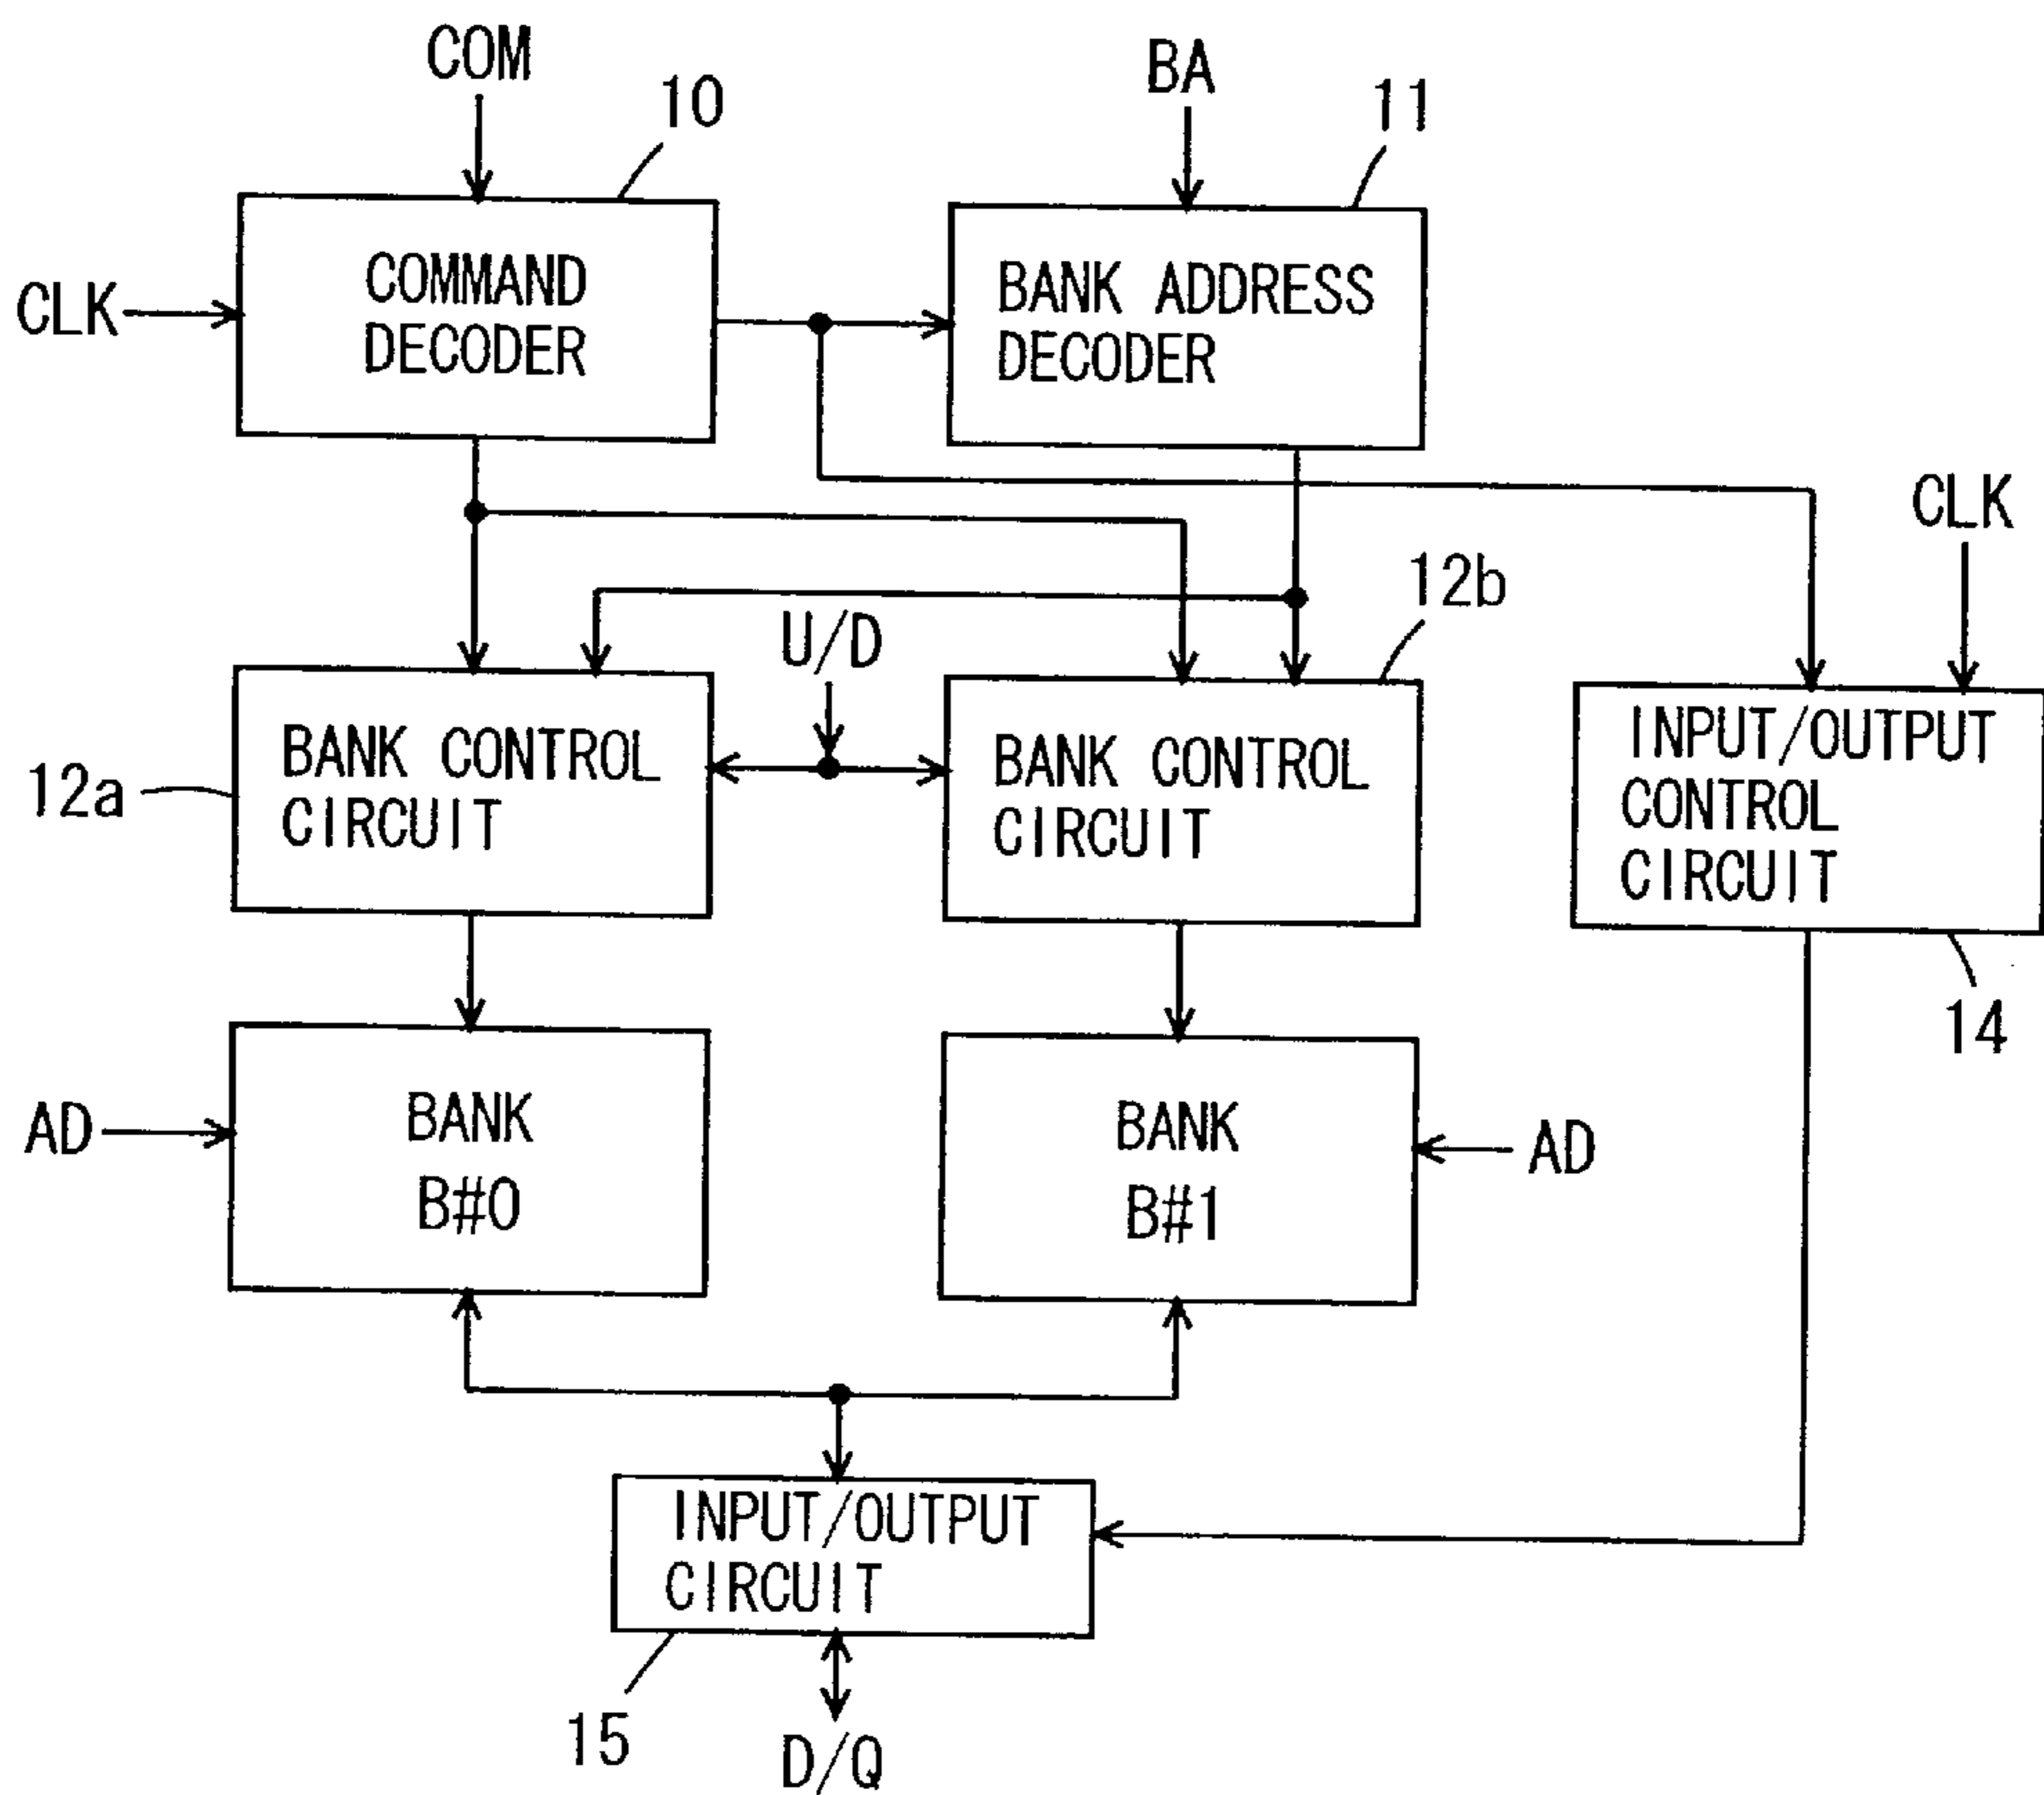 COM
10
BA
11
CLK
COMMAND
DECODER
BANK ADDRESS
DECODER
CLK
12b
U/D
12a
BANK CONTROL
CIRCUIT
BANK CONTROL
CIRCUIT
INPUT/OUTPUT
CONTROL
CIRCUIT
14
AD
BANK
B#0
BANK
B#1
AD
INPUT/OUTPUT
CIRCUIT
15
D/Q